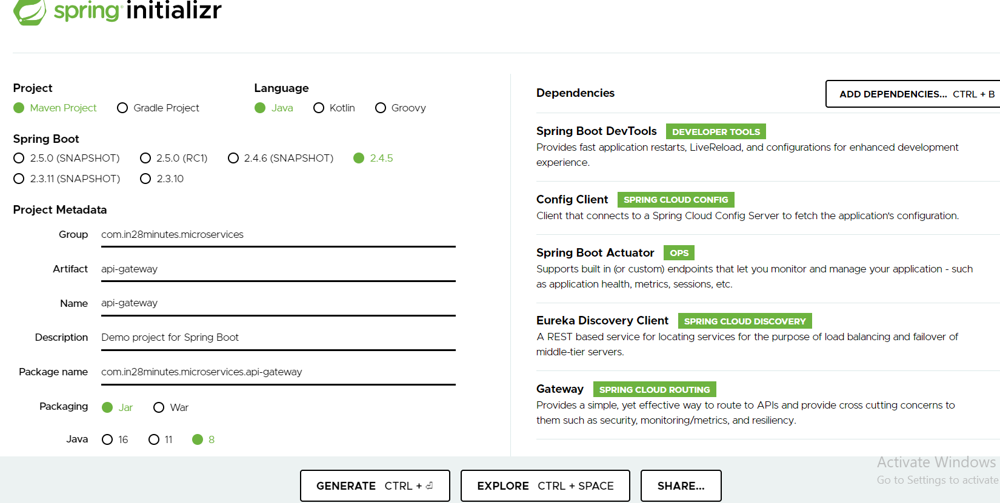 spring initializr
Project
Maven Project
Gradle Project
Language
Java
Kotlin
Groovy
Spring Boot
2.5.0 (SNAPSHOT)
2.5.0 (RC1)
2.4.6 (SNAPSHOT)
2.4.5
2.3.11 (SNAPSHOT)
2.3.10
Project Metadata
Group com.in28minutes.microservices
Artifact api-gateway
Name api-gateway
Description Demo project for Spring Boot
Package name com.in28minutes.microservices.api-gateway
Packaging Jar War
Java 16 11 8
Dependencies
ADD DEPENDENCIES... CTRL + B
Spring Boot DevTools DEVELOPER TOOLS
Provides fast application restarts, LiveReload, and configurations for enhanced development
experience.
Config Client SPRING CLOUD CONFIG
Client that connects to a Spring Cloud Config Server to fetch the application's configuration.
Spring Boot Actuator OPS
Supports built in (or custom) endpoints that let you monitor and manage your application - such
as application health, metrics, sessions, etc.
Eureka Discovery Client SPRING CLOUD DISCOVERY
A REST based service for locating services for the purpose of load balancing and failover of
middle-tier servers.
Gateway SPRING CLOUD ROUTING
Provides a simple, yet effective way to route to APIs and provide cross cutting concerns to
them such as security, monitoring/metrics, and resiliency.
GENERATE CTRL + ⏎
EXPLORE CTRL + SPACE
SHARE...
Activate Windows
Go to Settings to activate